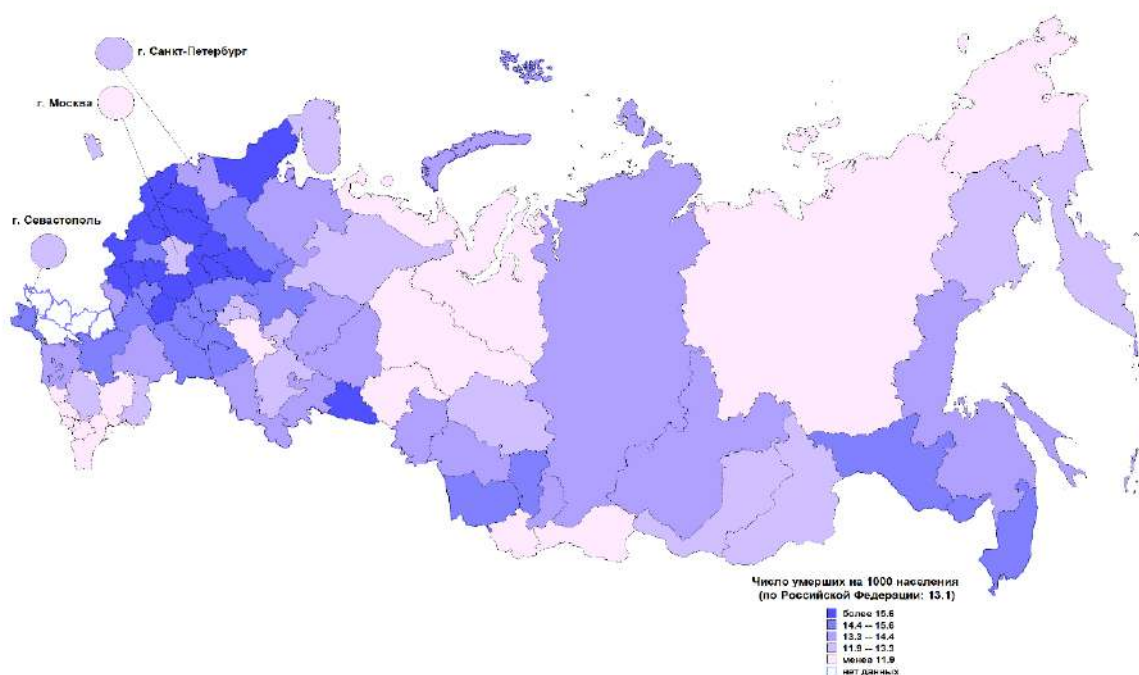 г. Санкт-Петербург
г. Москва
г. Севастополь
Число умерших на 1000 населения
(по Российской Федерации: 13.1)
более 15.6
14.4 -- 15.6
13.3 -- 14.4
11.9 -- 13.3
менее 11.9
нет данных